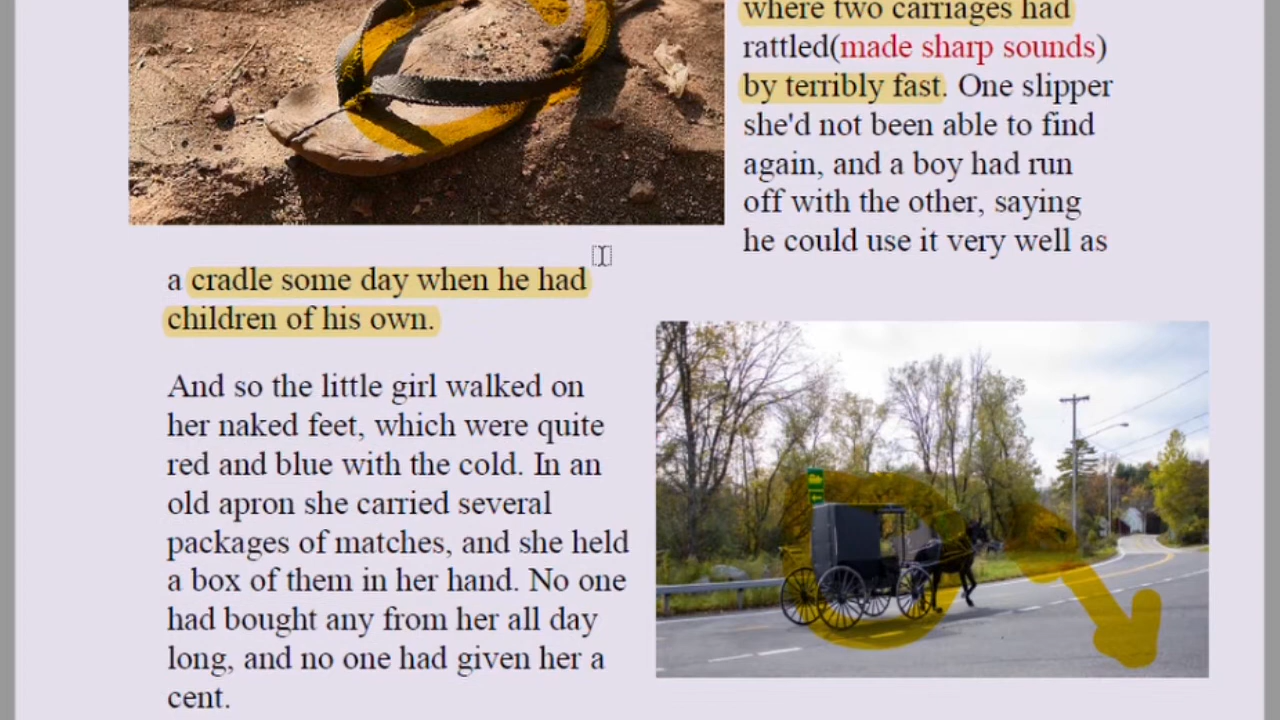 where two carriages had
rattled(made sharp sounds)
by terribly fast. One slipper
she'd not been able to find
again, and a boy had run
off with the other, saying
he could use it very well as
a cradle some day when he had
children of his own.
And so the little girl walked on
her naked feet, which were quite
red and blue with the cold. In an
old apron she carried several
packages of matches, and she held
a box of them in her hand. No one
had bought any from her all day
long, and no one had given her a
cent.